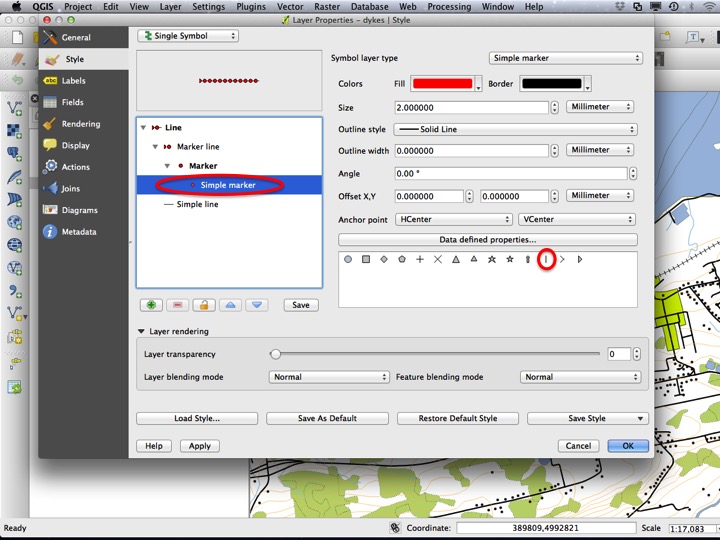 QGIS File Edit View Layer Settings Plugins Vector Raster Database Web Processing Window Help
Layer Properties - dykes | Style
General
Style
Labels
Fields
Rendering
Display
Actions
Joins
Diagrams
Metadata
Single Symbol
Line
Marker line
Marker
Simple marker
Simple line
Save
Symbol layer type Simple marker
Colors Fill Border
Size 2.000000 Millimeter
Outline style Solid Line
Outline width 0.000000 Millimeter
Angle 0.00 °
Offset X,Y 0.000000 0.000000 Millimeter
Anchor point HCenter VCenter
Data defined properties...
Layer rendering
Layer transparency 0
Layer blending mode Normal Feature blending mode Normal
Load Style... Save As Default Restore Default Style Save Style
Help Apply Cancel OK
Ready Coordinate: 389809,4992821 Scale 1:17,083